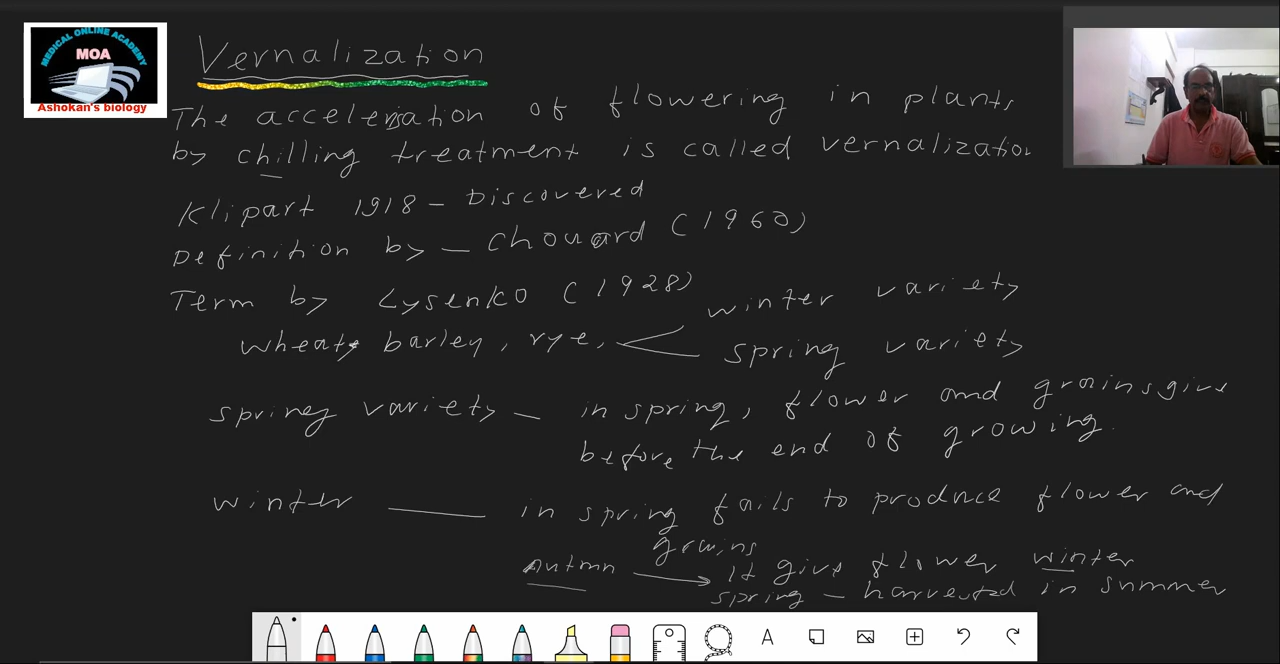 MEDICAL ONLINE ACADEMY
MOA
Ashokan's biology
Vernalization
The acceleration of flowering in plants
by chilling treatment is called vernalization
Klipart 1918 - Discovered
Definition by - Chouard (1960)
Term by Lysenko (1928)
wheat, barley, rye,
winter variety
spring variety
spring variety - in spring, flower and grains give
before the end of growing.
winter — in spring fails to produce flower and
grains
Autmn → It give flower winter
spring - harvested in summer
A